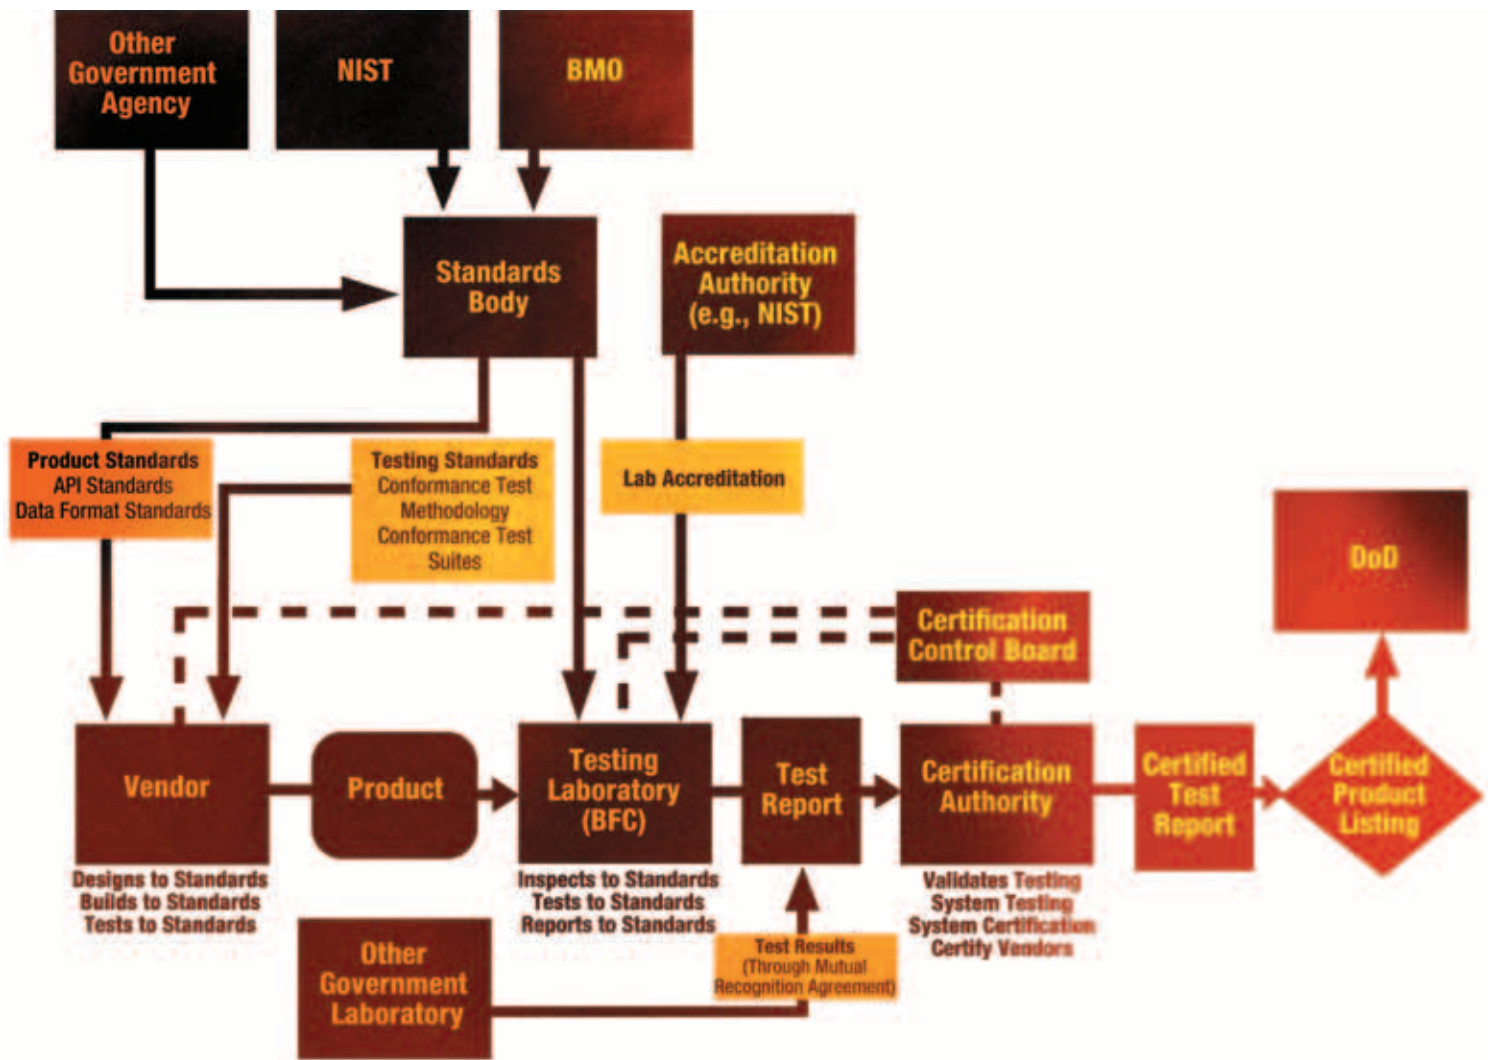 Other
Government
Agency
NIST
BMO
Standards
Body
Accreditation
Authority
(e.g., NIST)
Product Standards
API Standards
Data Format Standards
Testing Standards
Conformance Test
Methodology
Conformance Test
Suites
Lab Accreditation
DoD
Certification
Control Board
Vendor
Product
Testing
Laboratory
(BFC)
Test
Report
Certification
Authority
Certified
Test
Report
Certified
Product
Listing
Designs to Standards
Builds to Standards
Tests to Standards
Inspects to Standards
Tests to Standards
Reports to Standards
Validates Testing
System Testing
System Certification
Certify Vendors
Other
Government
Laboratory
Test Results
(Through Mutual
Recognition Agreement)